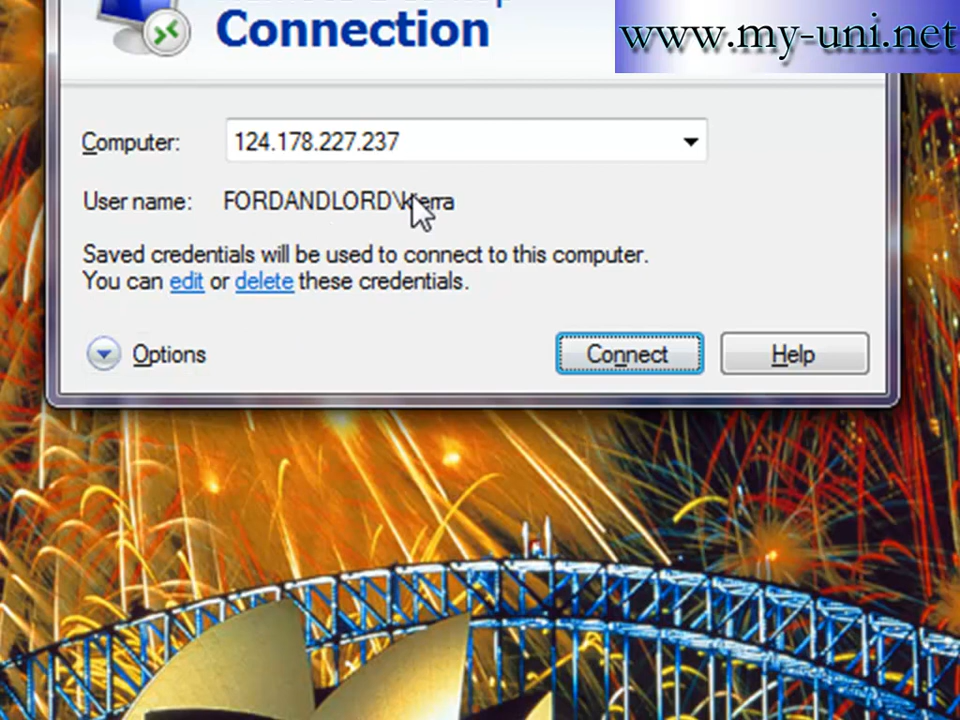 Connection
www.my-uni.net
Computer: 124.178.227.237
User name: FORDANDLORD\
Saved credentials will be used to connect to this computer.
You can edit or delete these credentials.
Options
Connect
Help